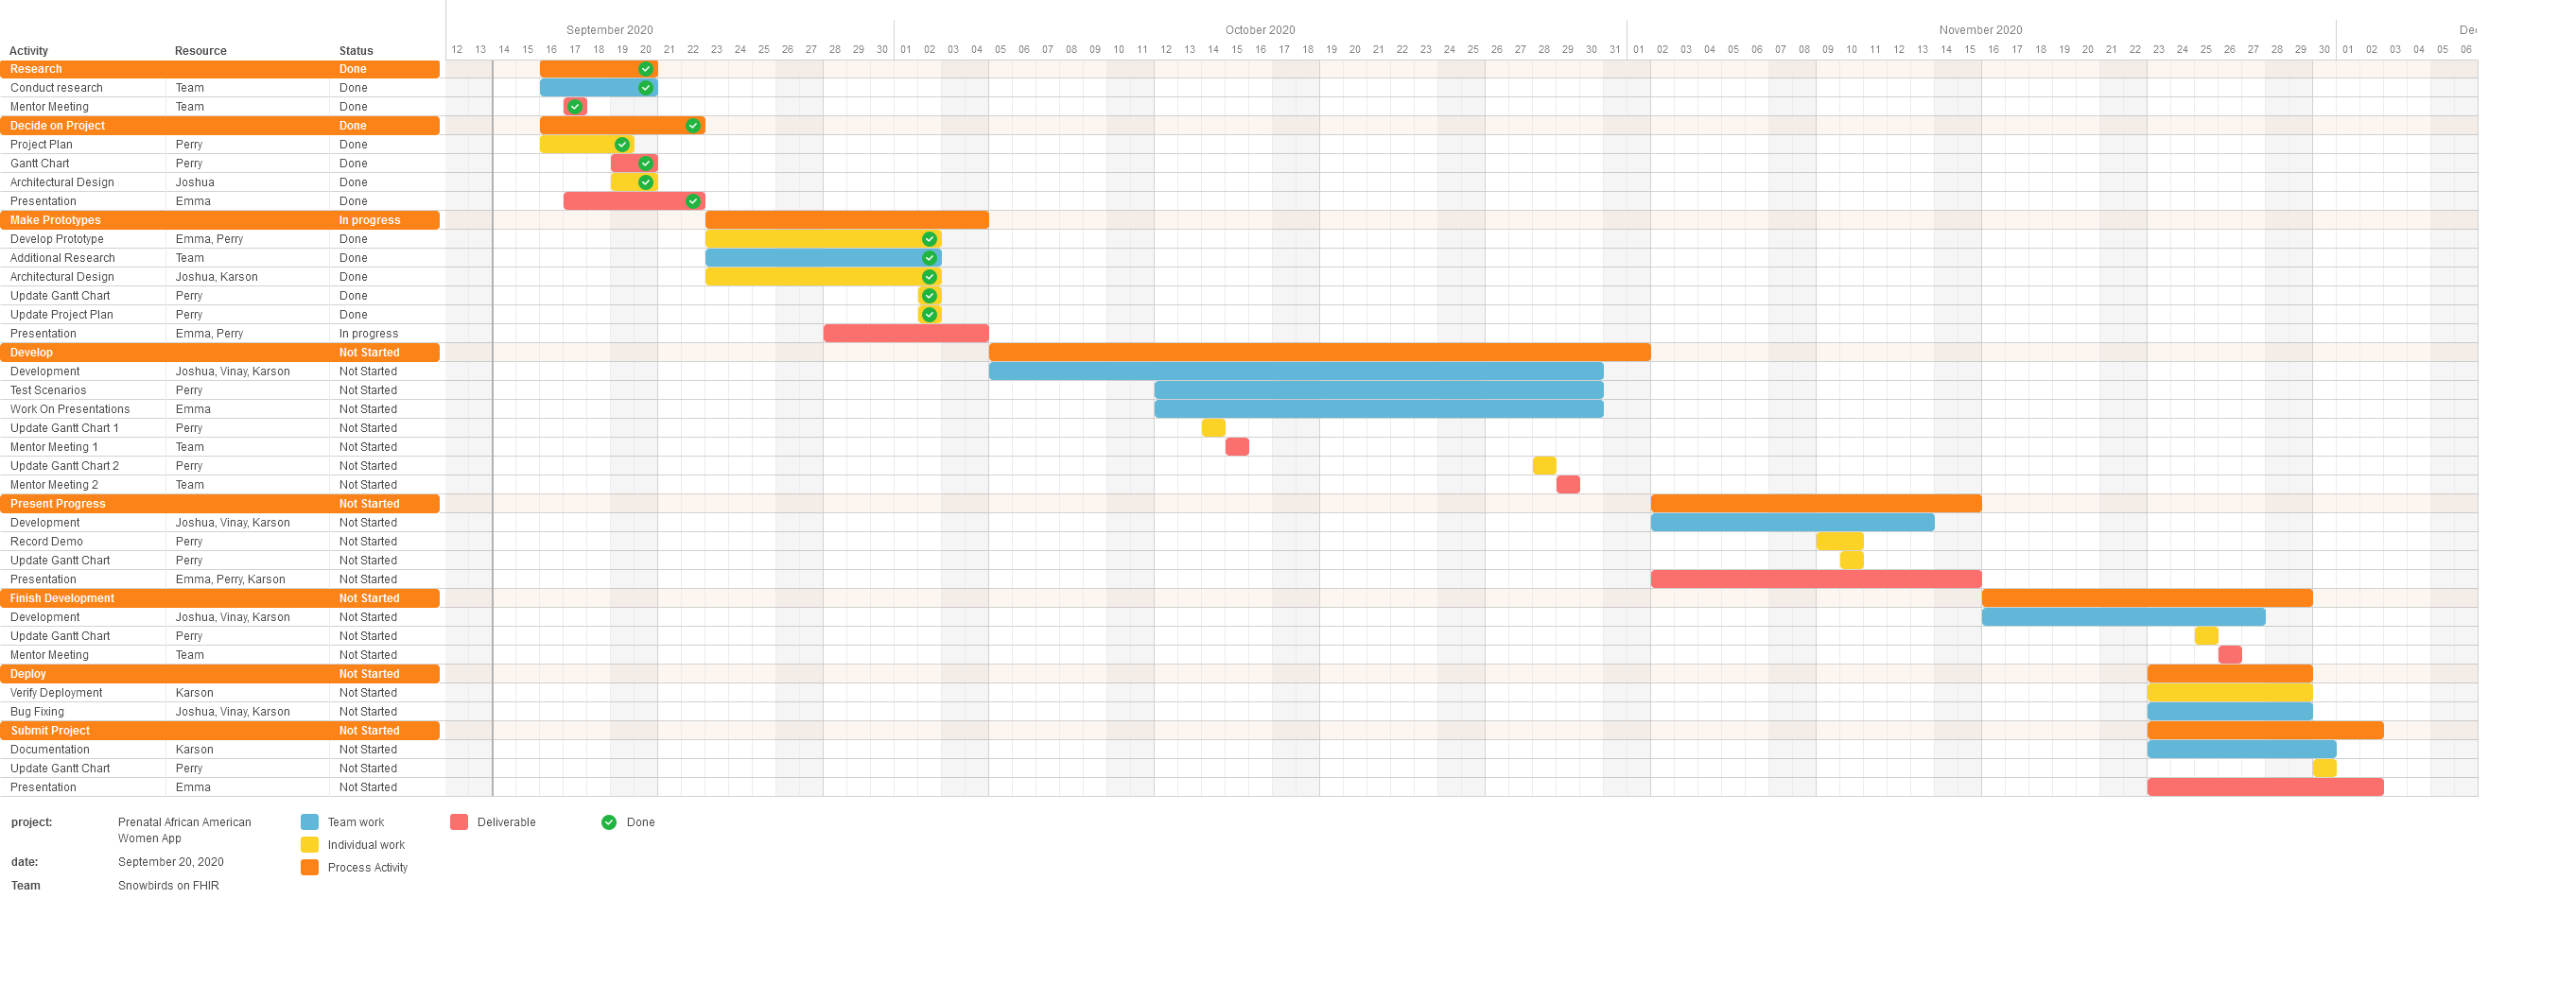 September 2020 October 2020 November 2020 Dec
Activity Resource Status 12 13 14 15 16 17 18 19 20 21 22 23 24 25 26 27 28 29 30 01 02 03 04 05 06 07 08 09 10 11 12 13 14 15 16 17 18 19 20 21 22 23 24 25 26 27 28 29 30 31 01 02 03 04 05 06 07 08 09 10 11 12 13 14 15 16 17 18 19 20 21 22 23 24 25 26 27 28 29 30 01 02 03 04 05 06
Research Done
Conduct research Team Done
Mentor Meeting Team Done
Decide on Project Done
Project Plan Perry Done
Gantt Chart Perry Done
Architectural Design Joshua Done
Presentation Emma Done
Make Prototypes In progress
Develop Prototype Emma, Perry Done
Additional Research Team Done
Architectural Design Joshua, Karson Done
Update Gantt Chart Perry Done
Update Project Plan Perry Done
Presentation Emma, Perry In progress
Develop Not Started
Development Joshua, Vinay, Karson Not Started
Test Scenarios Perry Not Started
Work On Presentations Emma Not Started
Update Gantt Chart 1 Perry Not Started
Mentor Meeting 1 Team Not Started
Update Gantt Chart 2 Perry Not Started
Mentor Meeting 2 Team Not Started
Present Progress Not Started
Development Joshua, Vinay, Karson Not Started
Record Demo Perry Not Started
Update Gantt Chart Perry Not Started
Presentation Emma, Perry, Karson Not Started
Finish Development Not Started
Development Joshua, Vinay, Karson Not Started
Update Gantt Chart Perry Not Started
Mentor Meeting Team Not Started
Deploy Not Started
Verify Deployment Karson Not Started
Bug Fixing Joshua, Vinay, Karson Not Started
Submit Project Not Started
Documentation Karson Not Started
Update Gantt Chart Perry Not Started
Presentation Emma Not Started
project: Prenatal African American Team work Deliverable Done
Women App
Individual work
date: September 20, 2020
Process Activity
Team Snowbirds on FHIR